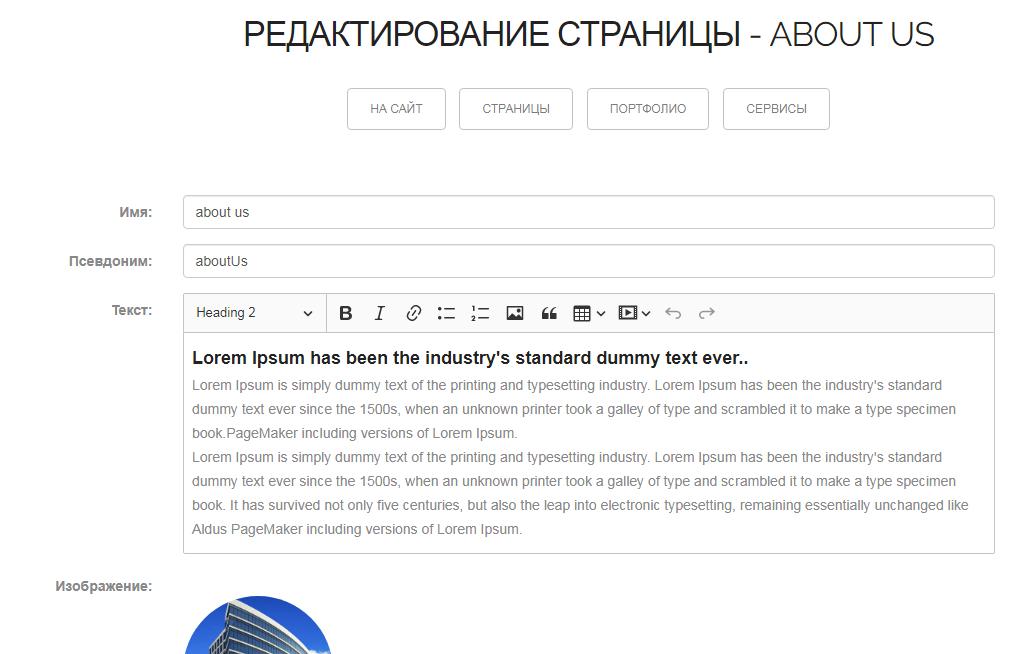 РЕДАКТИРОВАНИЕ СТРАНИЦЫ - ABOUT US
НА САЙТ СТРАНИЦЫ ПОРТФОЛИО СЕРВИСЫ
Имя: about us
Псевдоним: aboutUs
Текст: Heading 2
Lorem Ipsum has been the industry's standard dummy text ever..
Lorem Ipsum is simply dummy text of the printing and typesetting industry. Lorem Ipsum has been the industry's standard
dummy text ever since the 1500s, when an unknown printer took a galley of type and scrambled it to make a type specimen
book.PageMaker including versions of Lorem Ipsum.
Lorem Ipsum is simply dummy text of the printing and typesetting industry. Lorem Ipsum has been the industry's standard
dummy text ever since the 1500s, when an unknown printer took a galley of type and scrambled it to make a type specimen
book. It has survived not only five centuries, but also the leap into electronic typesetting, remaining essentially unchanged like
Aldus PageMaker including versions of Lorem Ipsum.
Изображение: